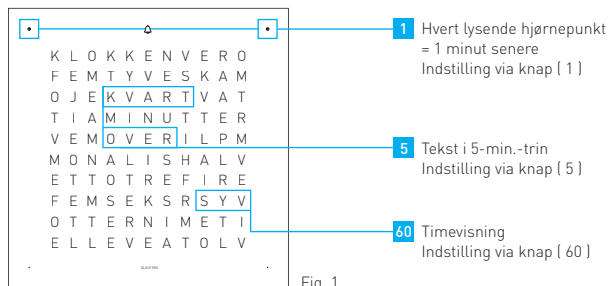 K L O K K E N V E R O
F E M T Y V E S K A M
O J E K V A R T V A T
T I A M I N U T T E R
V E M O V E R I L P M
M O N A L I S H A L V
E T T O T R E F I R E
F E M S E K S R S Y V
O T T E R N I M E T I
E L L E V E A T O L V
1 Hvert lysende hjørnepunkt
= 1 minut senere
Indstilling via knap ( 1 )
5 Tekst i 5-min.-trin
Indstilling via knap ( 5 )
60 Timevisning
Indstilling via knap ( 60 )
Fig. 1